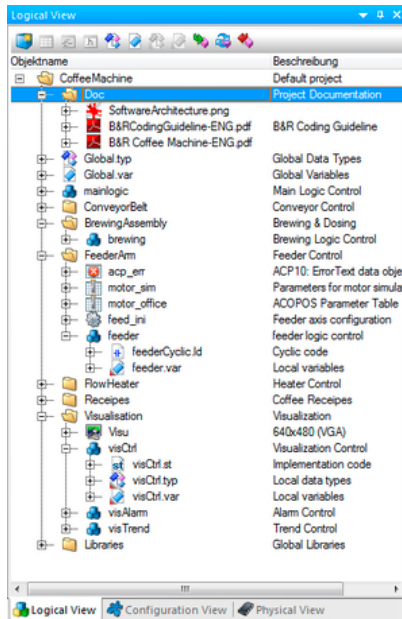 Logical View
Objektname Beschreibung
CoffeeMachine Default project
Doc Project Documentation
SoftwareArchitecture.png
B&RCodingGuideline-ENG.pdf B&R Coding Guideline
B&R Coffee Machine-ENG.pdf
Global.typ Global Data Types
Global.var Global Variables
mainlogic Main Logic Control
ConveyorBelt Conveyor Control
BrewingAssembly Brewing & Dosing
brewing Brewing Logic Control
FeederArm Feeder Control
acp_err ACP10: ErrorText data obje
motor_sim Parameters for motor simula
motor_office ACOPOS Parameter Table
feed_ini Feeder axis configuration
feeder feeder logic control
feederCyclic.ld Cyclic code
feeder.var Local variables
FlowHeater Heater Control
Receipes Coffee Receipes
Visualisation Visualization
Visu 640x480 (VGA)
visCtrl Visualization Control
st visCtrl.st Implementation code
visCtrl.typ Local data types
visCtrl.var Local variables
visAlarm Alarm Control
visTrend Trend Control
Libraries Global Libraries
Logical View Configuration View Physical View